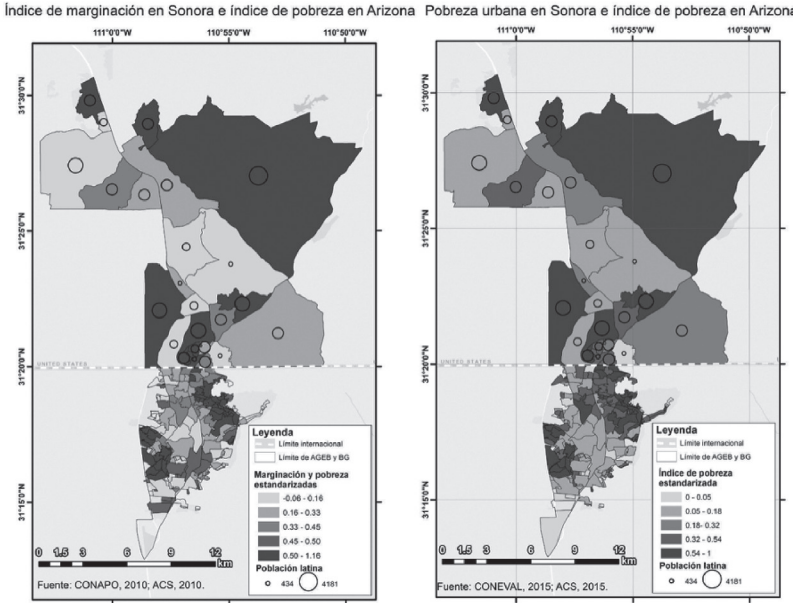 Índice de marginación en Sonora e índice de pobreza en Arizona
111°0'0"W
110°55'0"W
110°50'0"W
31°30'0"N
31°25'0"N
31°20'0"N
31°15'0"N
UNITED STATES
Leyenda
Límite internacional
Límite de AGEB y BG
Marginación y pobreza
estandarizadas
-0.06 - 0.16
0.16 - 0.33
0.33 - 0.45
0.45 - 0.50
0.50 - 1.16
Población latina
434
4181
0 1.5 3 6 9 12
km
Fuente: CONAPO, 2010; ACS, 2010.
Pobreza urbana en Sonora e índice de pobreza en Arizona
111°0'0"W
110°55'0"W
110°50'0"W
31°30'0"N
31°25'0"N
31°20'0"N
31°15'0"N
UNITED STATES
Leyenda
Límite internacional
Límite de AGEB y BG
Índice de pobreza
estandarizada
0 - 0.05
0.05 - 0.18
0.18- 0.32
0.32 - 0.54
0.54 - 1
Población latina
434
4181
0 1.5 3 6 9 12
km
Fuente: CONEVAL, 2015; ACS, 2015.